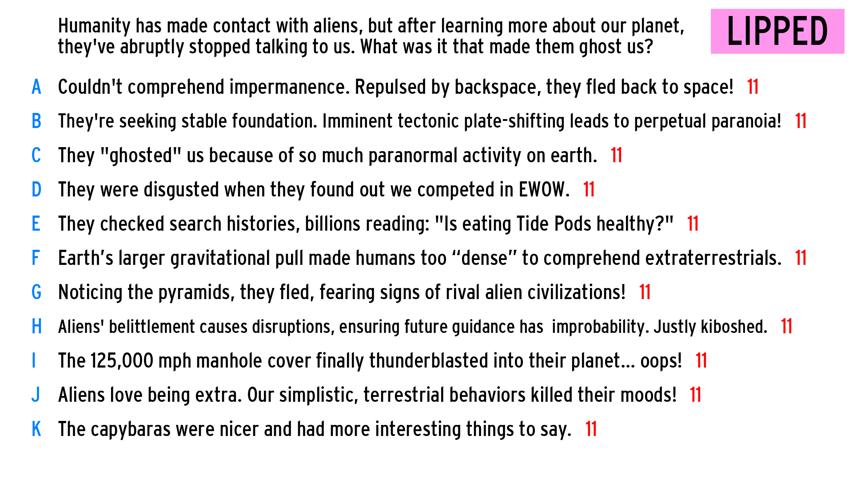 Humanity has made contact with aliens, but after learning more about our planet,
they've abruptly stopped talking to us. What was it that made them ghost us?
LIPPED
A Couldn't comprehend impermanence. Repulsed by backspace, they fled back to space! 11
B They're seeking stable foundation. Imminent tectonic plate-shifting leads to perpetual paranoia! 11
C They "ghosted" us because of so much paranormal activity on earth. 11
D They were disgusted when they found out we competed in EWOW. 11
E They checked search histories, billions reading: "Is eating Tide Pods healthy?" 11
F Earth’s larger gravitational pull made humans too “dense” to comprehend extraterrestrials. 11
G Noticing the pyramids, they fled, fearing signs of rival alien civilizations! 11
H Aliens' belittlement causes disruptions, ensuring future guidance has improbability. Justly kiboshed. 11
I The 125,000 mph manhole cover finally thunderblasted into their planet... oops! 11
J Aliens love being extra. Our simplistic, terrestrial behaviors killed their moods! 11
K The capybaras were nicer and had more interesting things to say. 11